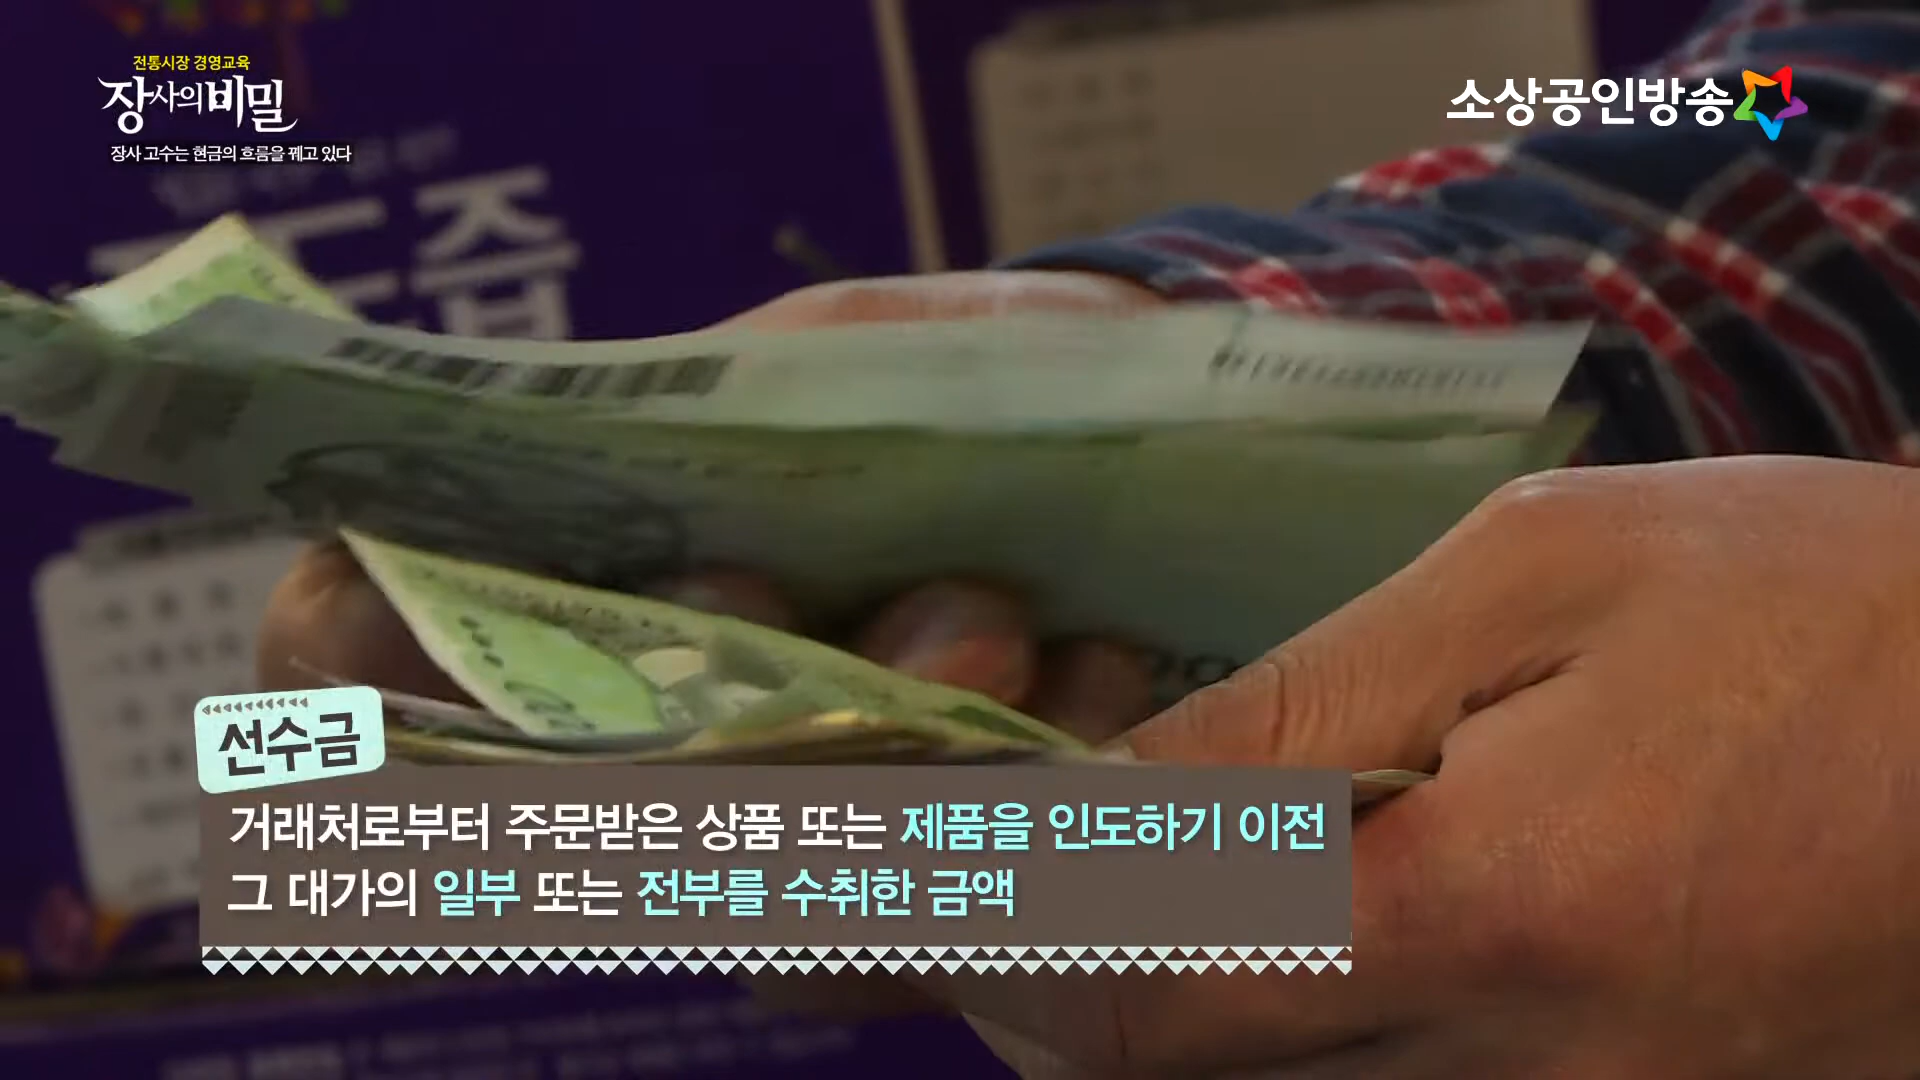 전통시장 경영교육
장사의비밀
장사 고수는 현금의 흐름을 꿰고 있다
소상공인방송
선수금
거래처로부터 주문받은 상품 또는 제품을 인도하기 이전
그 대가의 일부 또는 전부를 수취한 금액